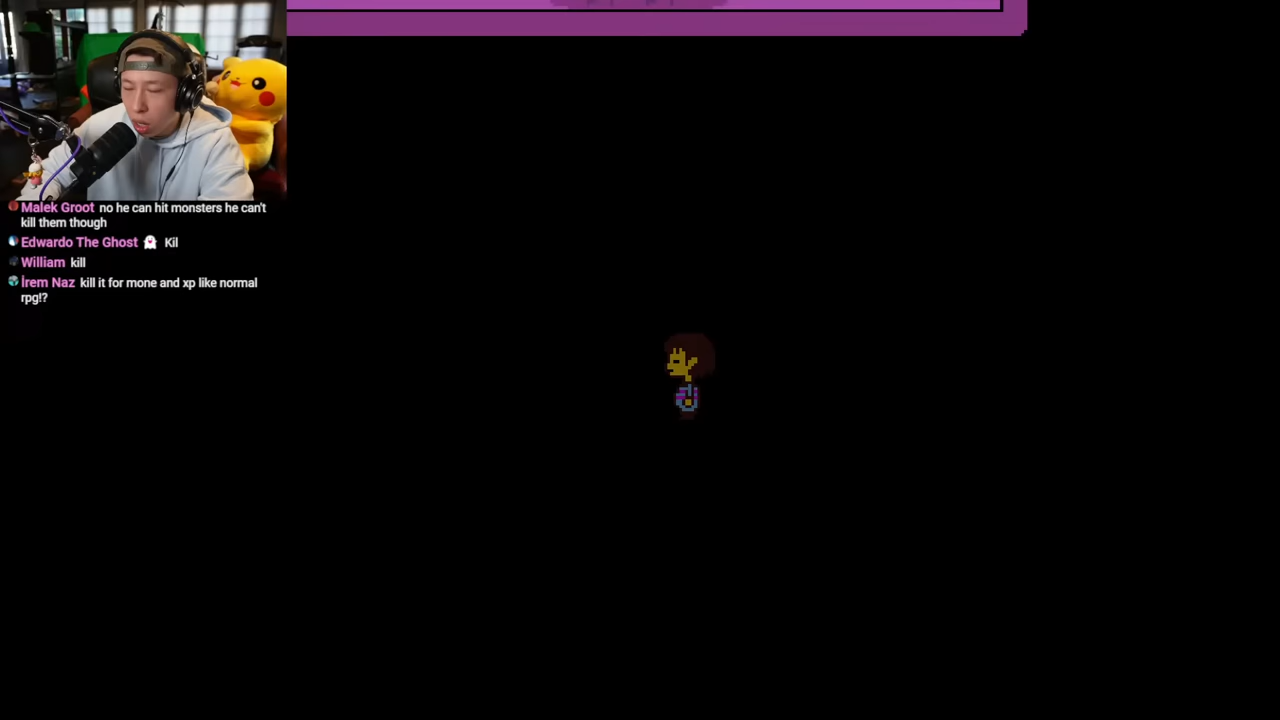 Malek Groot no he can hit monsters he can't
kill them though
Edwardo The Ghost 👻 Kil
William kill
İrem Naz kill it for mone and xp like normal
rpg!?